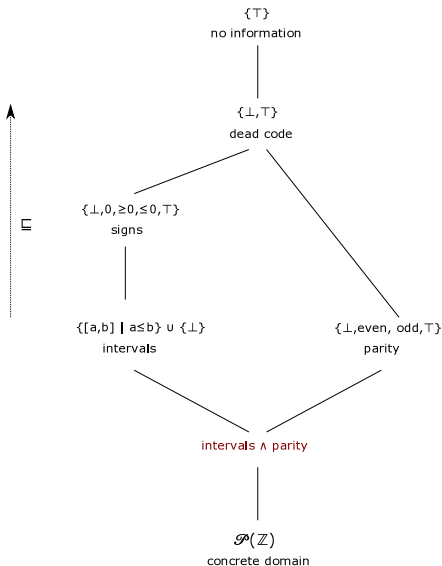 {⊤}
no information
{⊥,⊤}
dead code
{⊥,0,≥0,≤0,⊤}
signs
⊑
{[a,b] | a≤b} ∪ {⊥}
intervals
{⊥,even, odd,⊤}
parity
intervals ∧ parity
𝒫(ℤ)
concrete domain